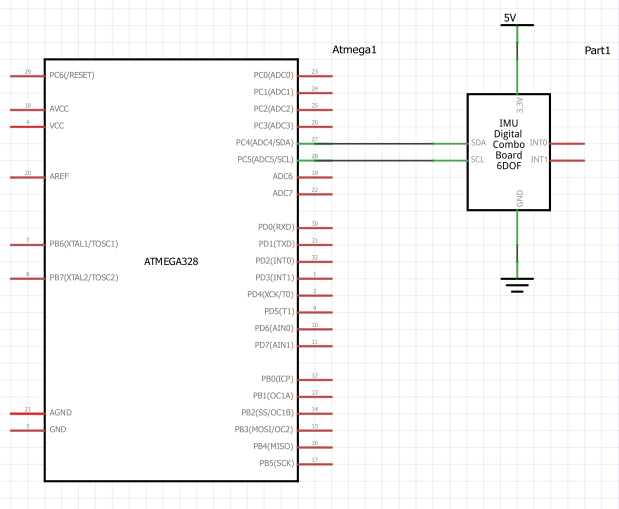 5V
Atmega1
Part1
29
PC6(/RESET)
18
AVCC
4
VCC
20
AREF
7
PB6(XTAL1/TOSC1)
8
PB7(XTAL2/TOSC2)
21
AGND
3
GND
ATMEGA328
PC0(ADC0)
23
PC1(ADC1)
24
PC2(ADC2)
25
PC3(ADC3)
26
PC4(ADC4/SDA)
27
PC5(ADC5/SCL)
28
ADC6
19
ADC7
22
PD0(RXD)
30
PD1(TXD)
31
PD2(INT0)
32
PD3(INT1)
1
PD4(XCK/T0)
2
PD5(T1)
9
PD6(AIN0)
10
PD7(AIN1)
11
PB0(ICP)
12
PB1(OC1A)
13
PB2(SS/OC1B)
14
PB3(MOSI/OC2)
15
PB4(MISO)
16
PB5(SCK)
17
3.3V
IMU
Digital
Combo
Board
6DOF
SDA
SCL
INT0
INT1
GND